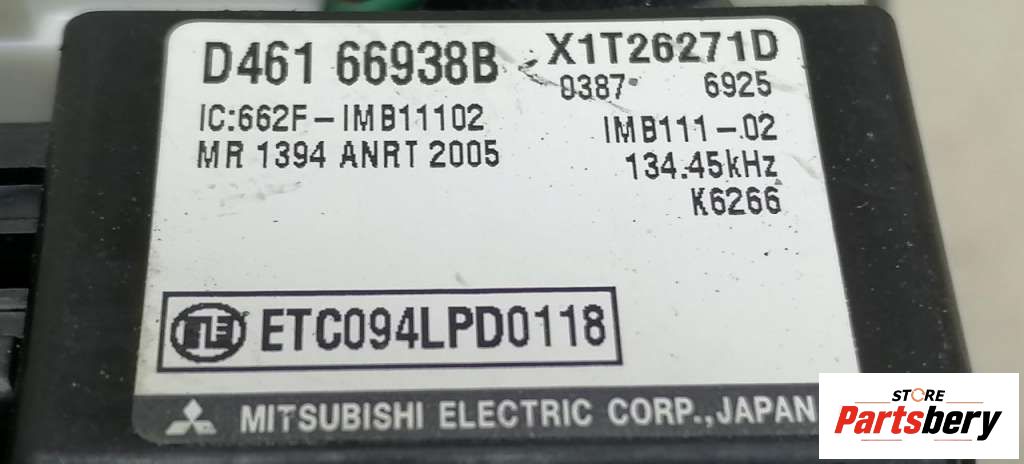 D461 66938B X1T26271D
0387 6925
IC:662F-IMB11102 IMB111-02
MR 1394 ANRT 2005 134.45kHz
K6266
ETC094LPD0118
MITSUBISHI ELECTRIC CORP.,JAPAN
STORE
Partsbery